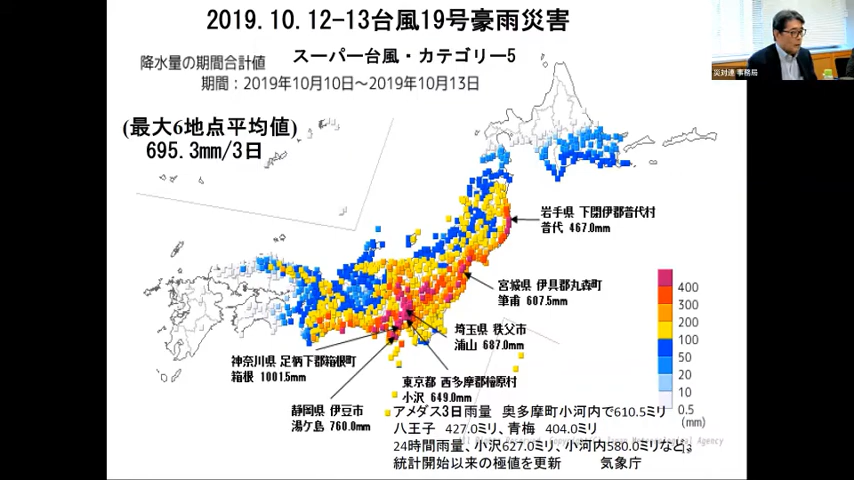 2019.10.12-13台風19号豪雨災害
スーパー台風・カテゴリー5
降水量の期間合計値
期間：2019年10月10日～2019年10月13日
災対連 事務局
(最大6地点平均値)
695.3mm/3日
岩手県 下閉伊郡普代村
普代 467.0mm
宮城県 伊具郡丸森町
筆甫 607.5mm
埼玉県 秩父市
浦山 687.0mm
神奈川県 足柄下郡箱根町
箱根 1001.5mm
東京都 西多摩郡檜原村
小沢 649.0mm
静岡県 伊豆市
湯ケ島 760.0mm
400
300
200
100
50
20
10
0.5
(mm)
アメダス3日雨量 奥多摩町小河内で610.5ミリ
八王子 427.0ミリ、青梅 404.0ミリ
24時間雨量、小沢627.0ミリ、小河内580.0ミリなど。
統計開始以来の極値を更新 気象庁